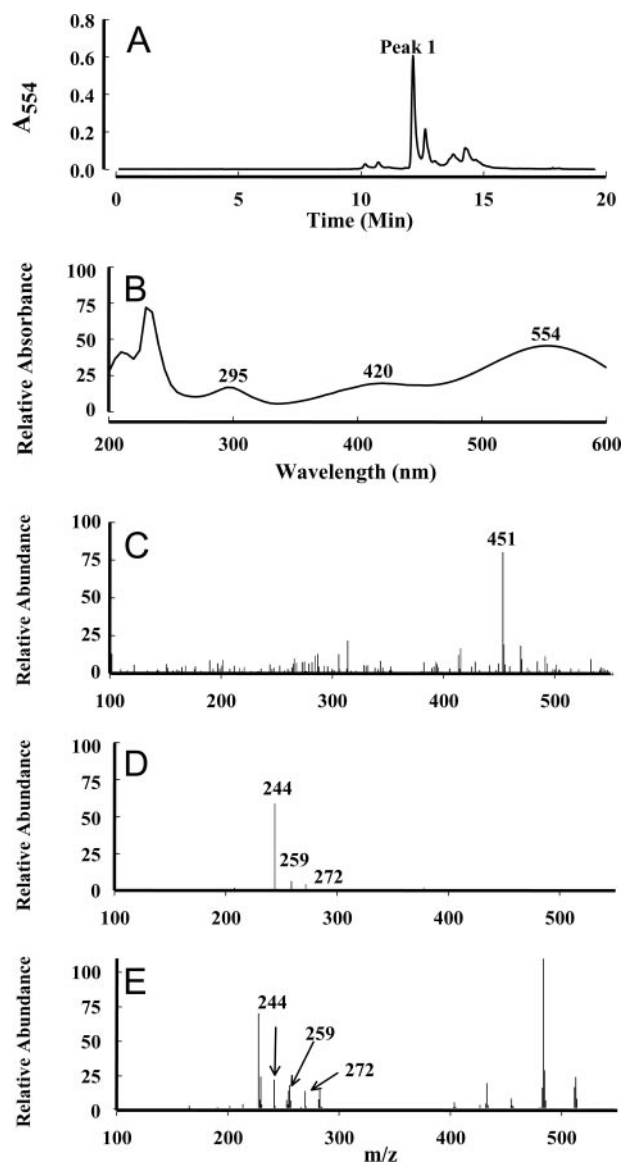 A
A554
0.8
0.6
0.4
0.2
0.0
Peak 1
0 5 10 15 20
Time (Min)
B
Relative Absorbance
100
75
50
25
0
295
420
554
200 300 400 500 600
Wavelength (nm)
C
Relative Abundance
100
75
50
25
0
451
100 200 300 400 500
D
Relative Abundance
100
75
50
25
0
244
259
272
100 200 300 400 500
E
Relative Abundance
100
75
50
25
0
244
259
272
100 200 300 400 500
m/z